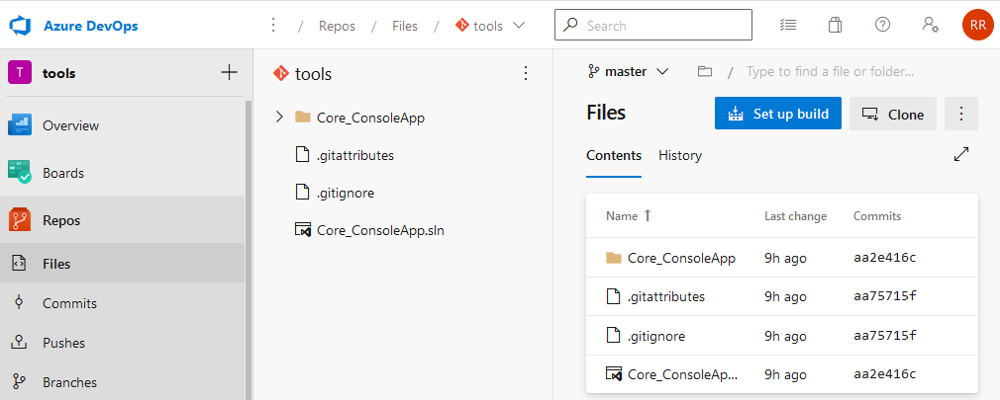 Azure DevOps
/ Repos / Files / tools
Search
RR
T tools
Overview
Boards
Repos
Files
Commits
Pushes
Branches
tools
Core_ConsoleApp
.gitattributes
.gitignore
Core_ConsoleApp.sln
master / Type to find a file or folder...
Files
Set up build
Clone
Contents History
Name Last change Commits
Core_ConsoleApp 9h ago aa2e416c
.gitattributes 9h ago aa75715f
.gitignore 9h ago aa75715f
Core_ConsoleAp... 9h ago aa2e416c